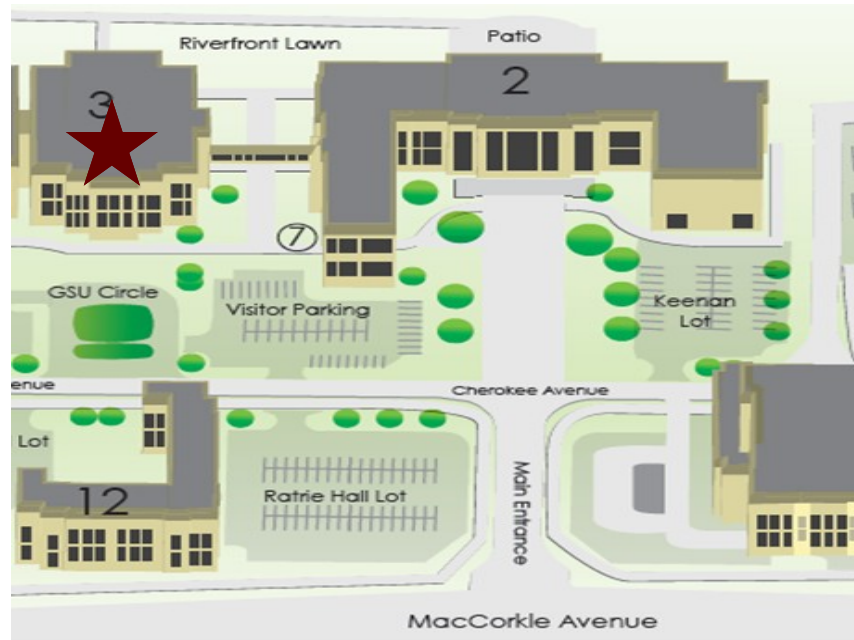 Riverfront Lawn
Patio
3
2
7
GSU Circle
Visitor Parking
Keenan
Lot
enue
Cherokee Avenue
Lot
12
Ratrie Hall Lot
Main Entrance
MacCorkle Avenue